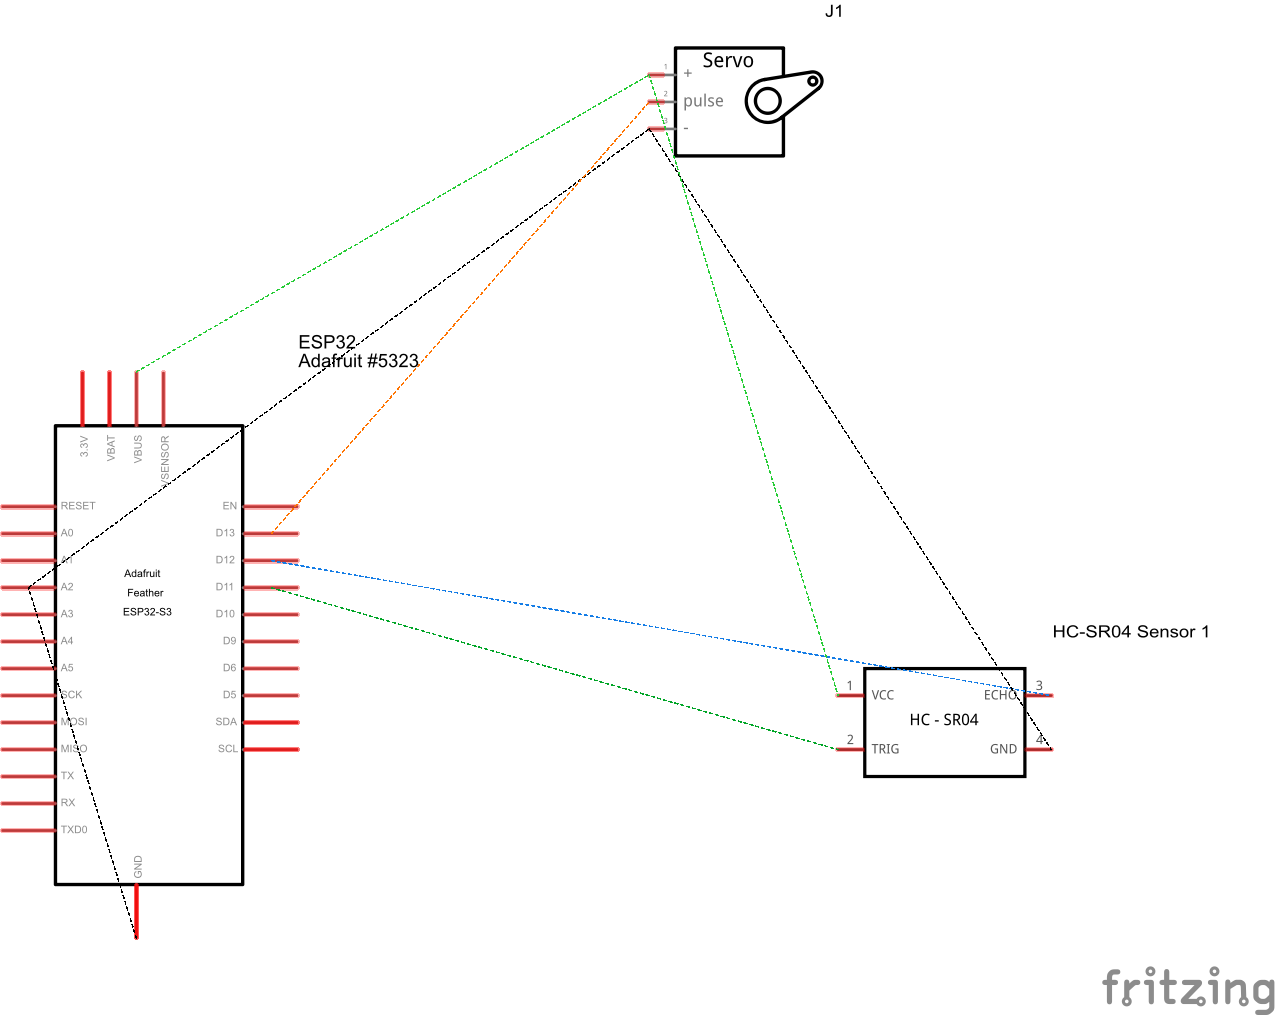 J1
Servo
1
+
2
pulse
3
-
ESP32
Adafruit #5323
3.3V
VBAT
VBUS
VSENSOR
RESET
EN
A0
D13
A1
D12
Adafruit
A2
D11
Feather
ESP32-S3
A3
D10
A4
D9
A5
D6
SCK
D5
MOSI
SDA
MISO
SCL
TX
RX
TXD0
GND
HC-SR04 Sensor 1
1
VCC
ECHO
3
HC - SR04
2
TRIG
GND
4
fritzing